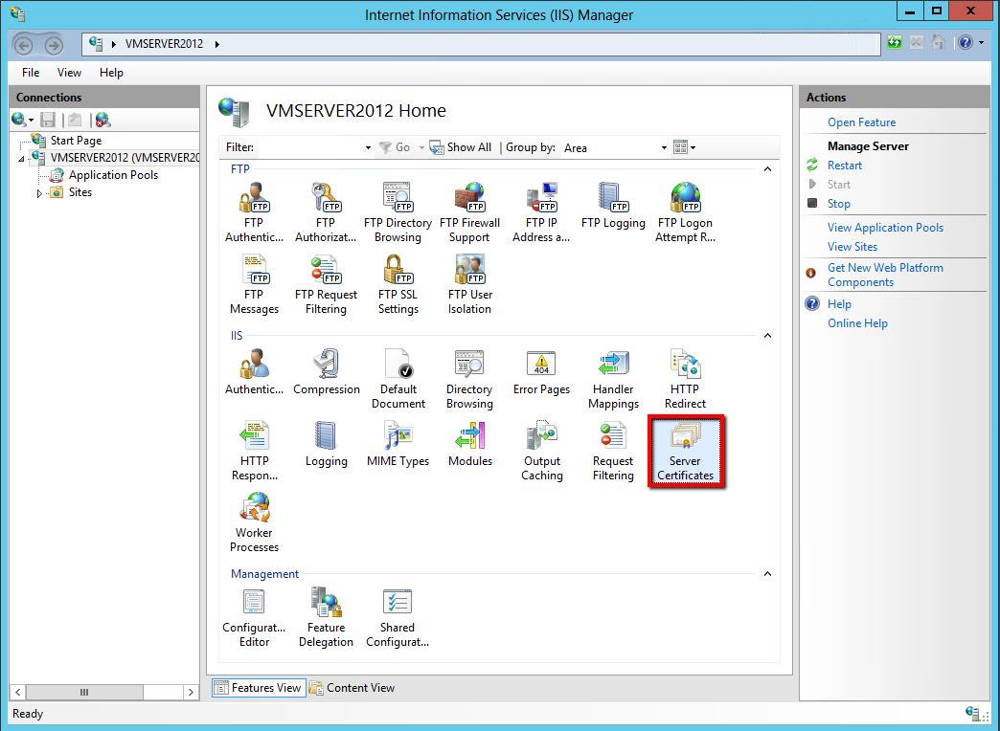 Internet Information Services (IIS) Manager
VMSERVER2012
File View Help
Connections
Start Page
VMSERVER2012 (VMSERVER20
Application Pools
Sites
VMSERVER2012 Home
Filter: Go Show All Group by: Area
FTP
FTP Authentic...
FTP Authorizat...
FTP Directory Browsing
FTP Firewall Support
FTP IP Address a...
FTP Logging
FTP Logon Attempt R...
FTP Messages
FTP Request Filtering
FTP SSL Settings
FTP User Isolation
IIS
Authentic...
Compression
Default Document
Directory Browsing
404
Error Pages
Handler Mappings
HTTP Redirect
HTTP Respon...
Logging
MIME Types
Modules
Output Caching
Request Filtering
Server Certificates
Worker Processes
Management
Configurat... Editor
Feature Delegation
Shared Configurat...
Features View
Content View
Actions
Open Feature
Manage Server
Restart
Start
Stop
View Application Pools
View Sites
Get New Web Platform
Components
Help
Online Help
Ready